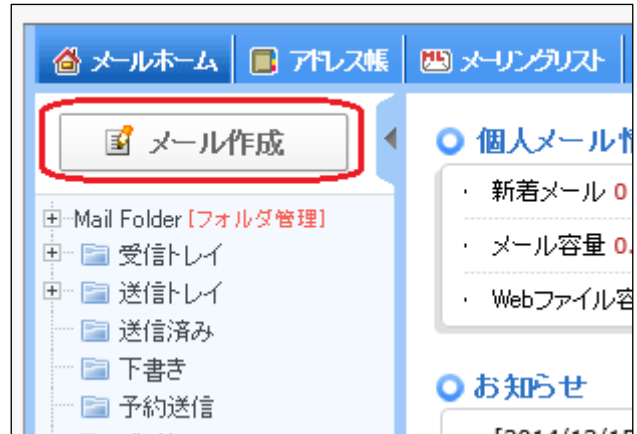 メールホーム アドレス帳 メーリングリスト
メール作成
個人メール
新着メール 0
Mail Folder [フォルダ管理]
受信トレイ
メール容量 0.
送信トレイ
Webファイル容
送信済み
下書き
お知らせ
予約送信